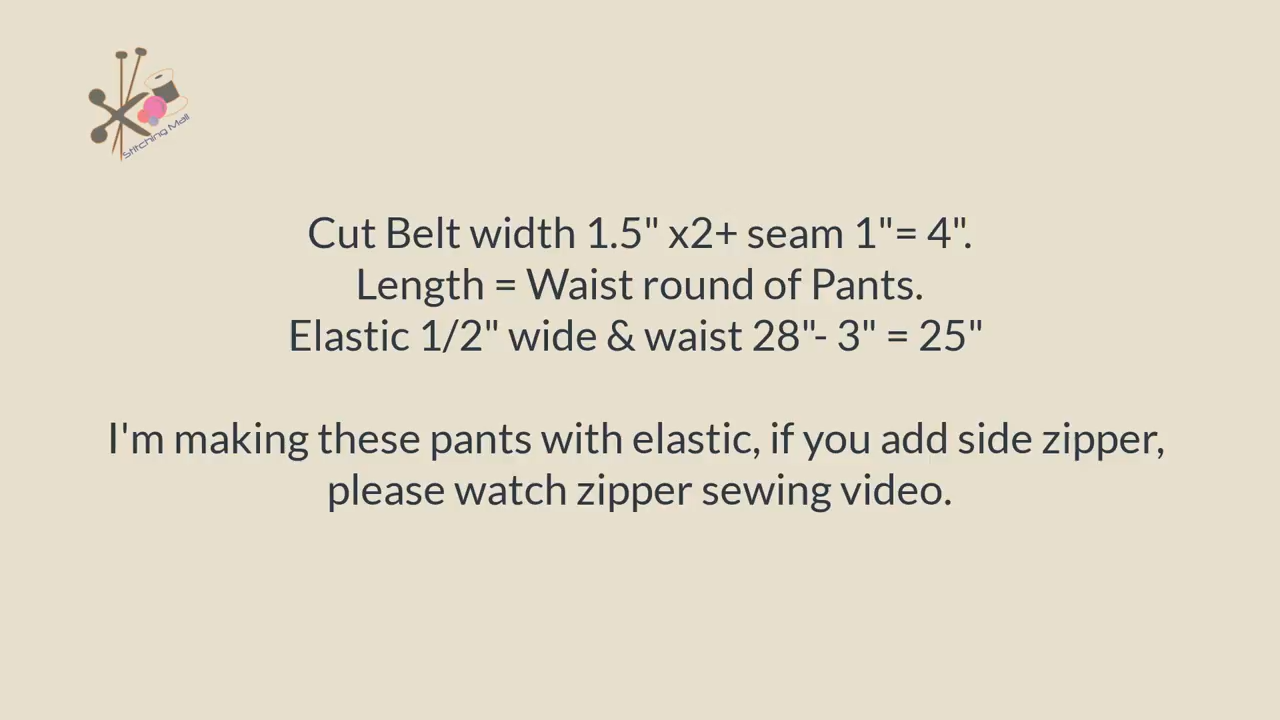 Stitching Mall
Cut Belt width 1.5" x2+ seam 1"= 4".
Length = Waist round of Pants.
Elastic 1/2" wide & waist 28"- 3" = 25"
I'm making these pants with elastic, if you add side zipper,
please watch zipper sewing video.